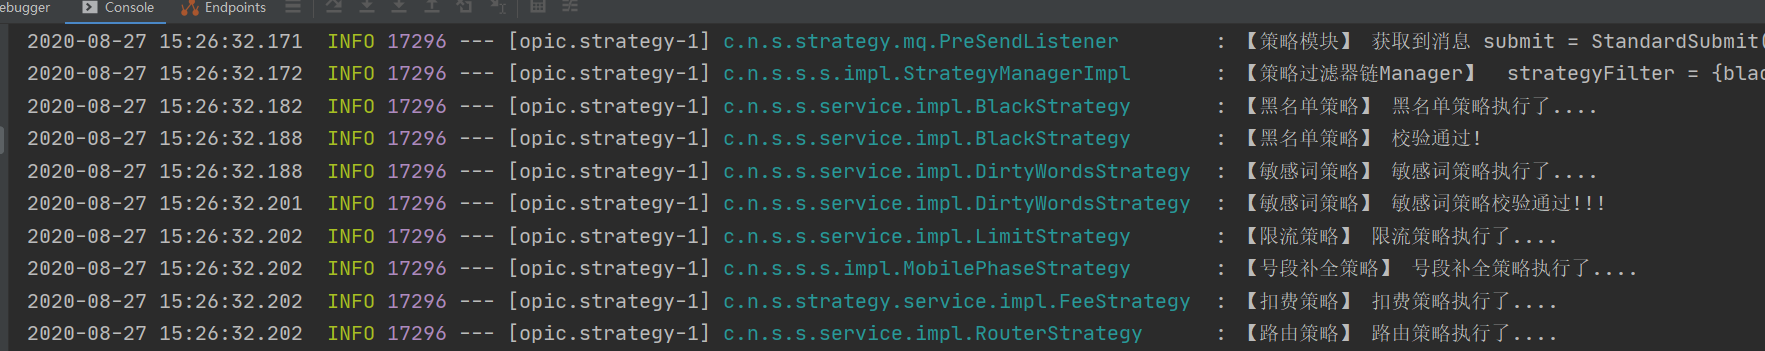 ebugger Console Endpoints
2020-08-27 15:26:32.171 INFO 17296 --- [opic.strategy-1] c.n.s.strategy.mq.PreSendListener : 【策略模块】 获取到消息 submit = StandardSubmit(
2020-08-27 15:26:32.172 INFO 17296 --- [opic.strategy-1] c.n.s.s.s.impl.StrategyManagerImpl : 【策略过滤器链Manager】 strategyFilter = {blac
2020-08-27 15:26:32.182 INFO 17296 --- [opic.strategy-1] c.n.s.s.service.impl.BlackStrategy : 【黑名单策略】 黑名单策略执行了....
2020-08-27 15:26:32.188 INFO 17296 --- [opic.strategy-1] c.n.s.s.service.impl.BlackStrategy : 【黑名单策略】 校验通过!
2020-08-27 15:26:32.188 INFO 17296 --- [opic.strategy-1] c.n.s.s.service.impl.DirtyWordsStrategy : 【敏感词策略】 敏感词策略执行了....
2020-08-27 15:26:32.201 INFO 17296 --- [opic.strategy-1] c.n.s.s.service.impl.DirtyWordsStrategy : 【敏感词策略】 敏感词策略校验通过!!!
2020-08-27 15:26:32.202 INFO 17296 --- [opic.strategy-1] c.n.s.s.service.impl.LimitStrategy : 【限流策略】 限流策略执行了....
2020-08-27 15:26:32.202 INFO 17296 --- [opic.strategy-1] c.n.s.s.s.impl.MobilePhaseStrategy : 【号段补全策略】 号段补全策略执行了....
2020-08-27 15:26:32.202 INFO 17296 --- [opic.strategy-1] c.n.s.strategy.service.impl.FeeStrategy : 【扣费策略】 扣费策略执行了....
2020-08-27 15:26:32.202 INFO 17296 --- [opic.strategy-1] c.n.s.s.service.impl.RouterStrategy : 【路由策略】 路由策略执行了....